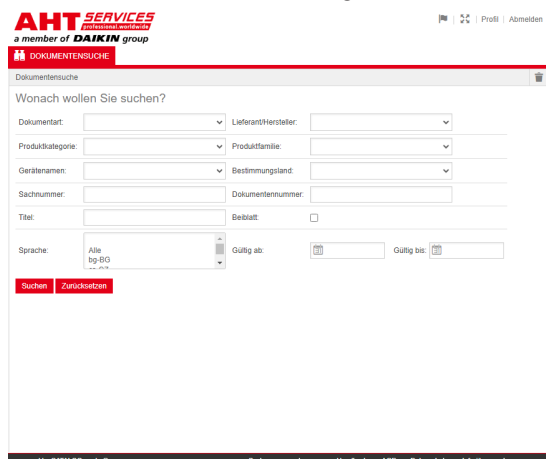 AHT SERVICES
professional.worldwide
a member of DAIKIN group
Profil | Abmelden
DOKUMENTENSUCHE
Dokumentensuche
Wonach wollen Sie suchen?
Dokumentart: Lieferant/Hersteller:
Produktkategorie: Produktfamilie:
Gerätenamen: Bestimmungsland:
Sachnummer: Dokumentennummer:
Titel: Beiblatt:
Sprache: Alle Gültig ab: Gültig bis:
bg-BG
Suchen Zurücksetzen